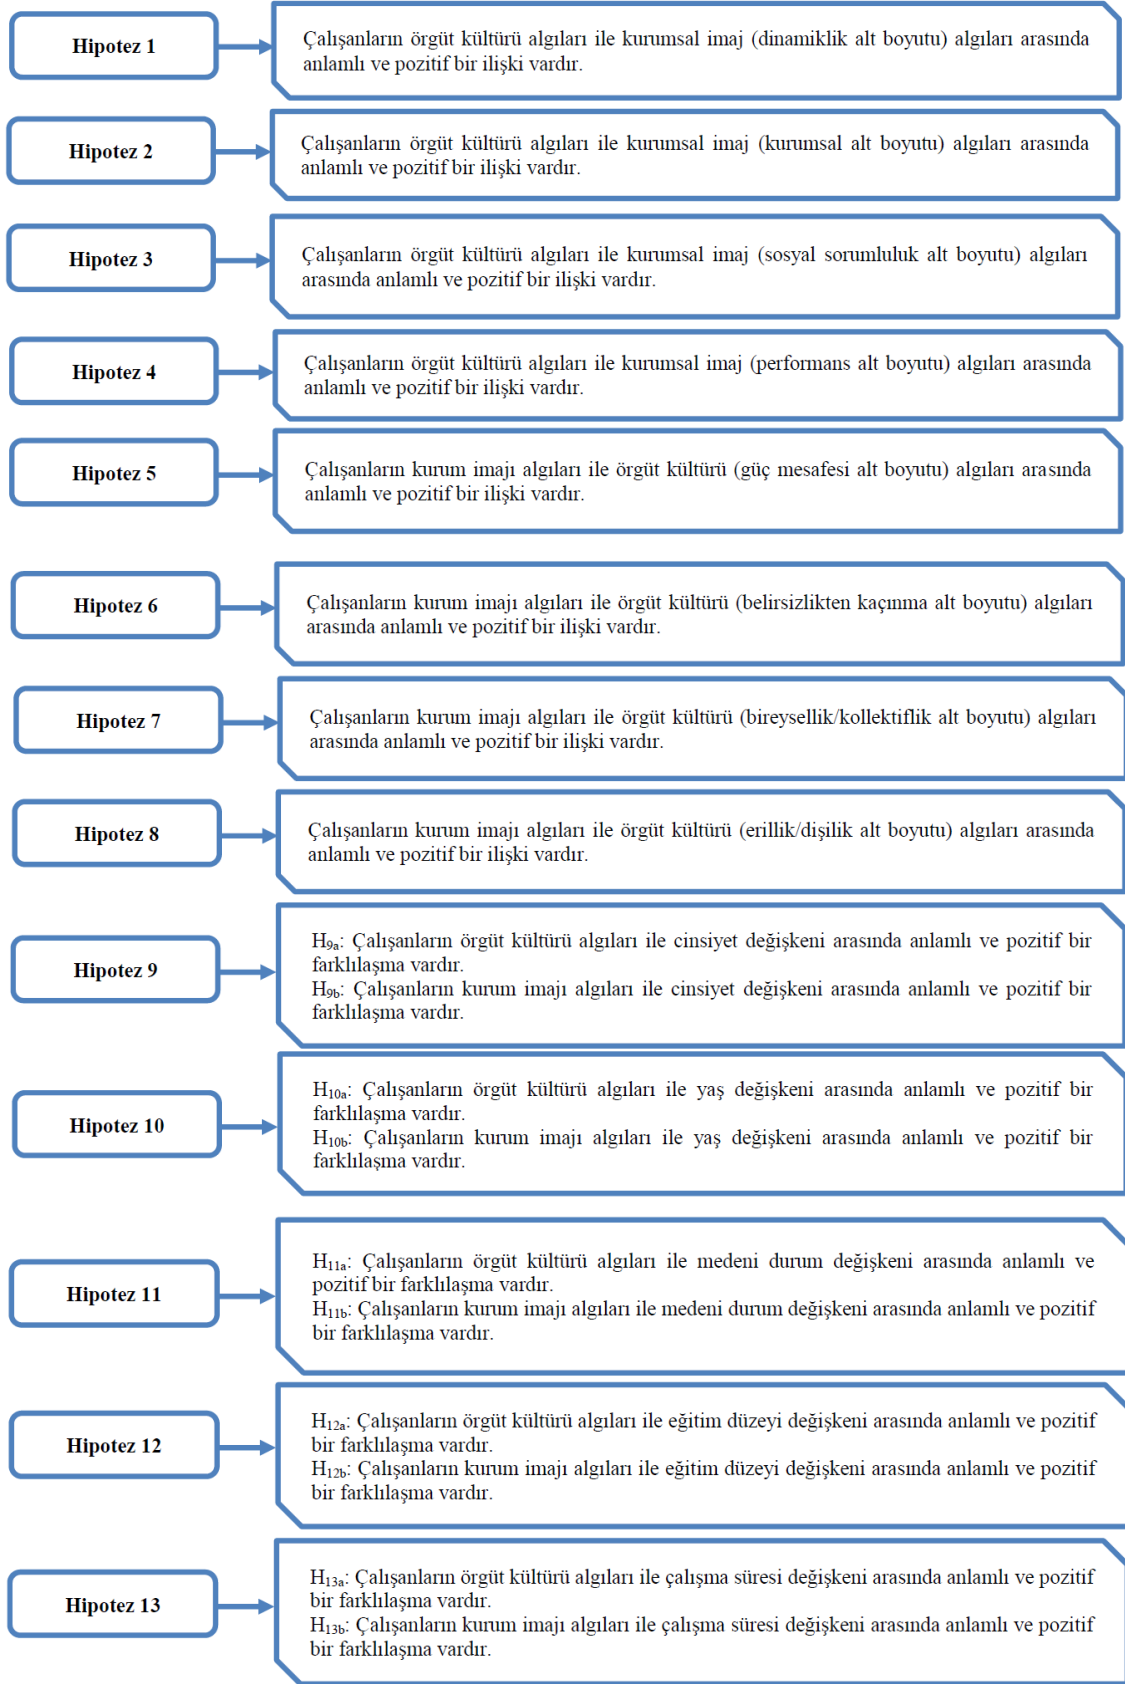 Hipotez 1
Çalışanların örgüt kültürü algıları ile kurumsal imaj (dinamiklik alt boyutu) algıları arasında
anlamlı ve pozitif bir ilişki vardır.
Hipotez 2
Çalışanların örgüt kültürü algıları ile kurumsal imaj (kurumsal alt boyutu) algıları arasında
anlamlı ve pozitif bir ilişki vardır.
Hipotez 3
Çalışanların örgüt kültürü algıları ile kurumsal imaj (sosyal sorumluluk alt boyutu) algıları
arasında anlamlı ve pozitif bir ilişki vardır.
Hipotez 4
Çalışanların örgüt kültürü algıları ile kurumsal imaj (performans alt boyutu) algıları arasında
anlamlı ve pozitif bir ilişki vardır.
Hipotez 5
Çalışanların kurum imajı algıları ile örgüt kültürü (güç mesafesi alt boyutu) algıları arasında
anlamlı ve pozitif bir ilişki vardır.
Hipotez 6
Çalışanların kurum imajı algıları ile örgüt kültürü (belirsizlikten kaçınma alt boyutu) algıları
arasında anlamlı ve pozitif bir ilişki vardır.
Hipotez 7
Çalışanların kurum imajı algıları ile örgüt kültürü (bireysellik/kollektiflik alt boyutu) algıları
arasında anlamlı ve pozitif bir ilişki vardır.
Hipotez 8
Çalışanların kurum imajı algıları ile örgüt kültürü (erillik/dişilik alt boyutu) algıları arasında
anlamlı ve pozitif bir ilişki vardır.
Hipotez 9
H9a: Çalışanların örgüt kültürü algıları ile cinsiyet değişkeni arasında anlamlı ve pozitif bir
farklılaşma vardır.
H9b: Çalışanların kurum imajı algıları ile cinsiyet değişkeni arasında anlamlı ve pozitif bir
farklılaşma vardır.
Hipotez 10
H10a: Çalışanların örgüt kültürü algıları ile yaş değişkeni arasında anlamlı ve pozitif bir
farklılaşma vardır.
H10b: Çalışanların kurum imajı algıları ile yaş değişkeni arasında anlamlı ve pozitif bir
farklılaşma vardır.
Hipotez 11
H11a: Çalışanların örgüt kültürü algıları ile medeni durum değişkeni arasında anlamlı ve
pozitif bir farklılaşma vardır.
H11b: Çalışanların kurum imajı algıları ile medeni durum değişkeni arasında anlamlı ve pozitif
bir farklılaşma vardır.
Hipotez 12
H12a: Çalışanların örgüt kültürü algıları ile eğitim düzeyi değişkeni arasında anlamlı ve pozitif
bir farklılaşma vardır.
H12b: Çalışanların kurum imajı algıları ile eğitim düzeyi değişkeni arasında anlamlı ve pozitif
bir farklılaşma vardır.
Hipotez 13
H13a: Çalışanların örgüt kültürü algıları ile çalışma süresi değişkeni arasında anlamlı ve pozitif
bir farklılaşma vardır.
H13b: Çalışanların kurum imajı algıları ile çalışma süresi değişkeni arasında anlamlı ve pozitif
bir farklılaşma vardır.